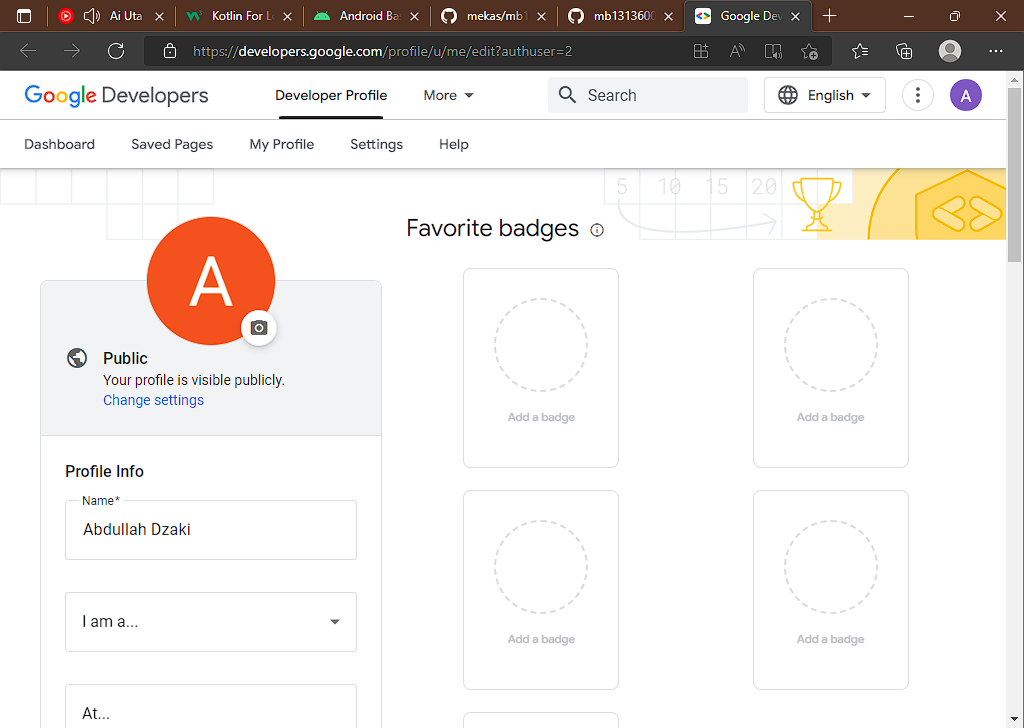 Ai Uta
Kotlin For Le
Android Ba
mekas/mb1
mb1313600
Google Dev
https://developers.google.com/profile/u/me/edit?authuser=2
Google Developers
Developer Profile
More
Search
English
A
Dashboard
Saved Pages
My Profile
Settings
Help
5 10 15 20
Favorite badges
A
Public
Your profile is visible publicly.
Change settings
Add a badge
Add a badge
Profile Info
Name*
Abdullah Dzaki
I am a...
Add a badge
Add a badge
At...